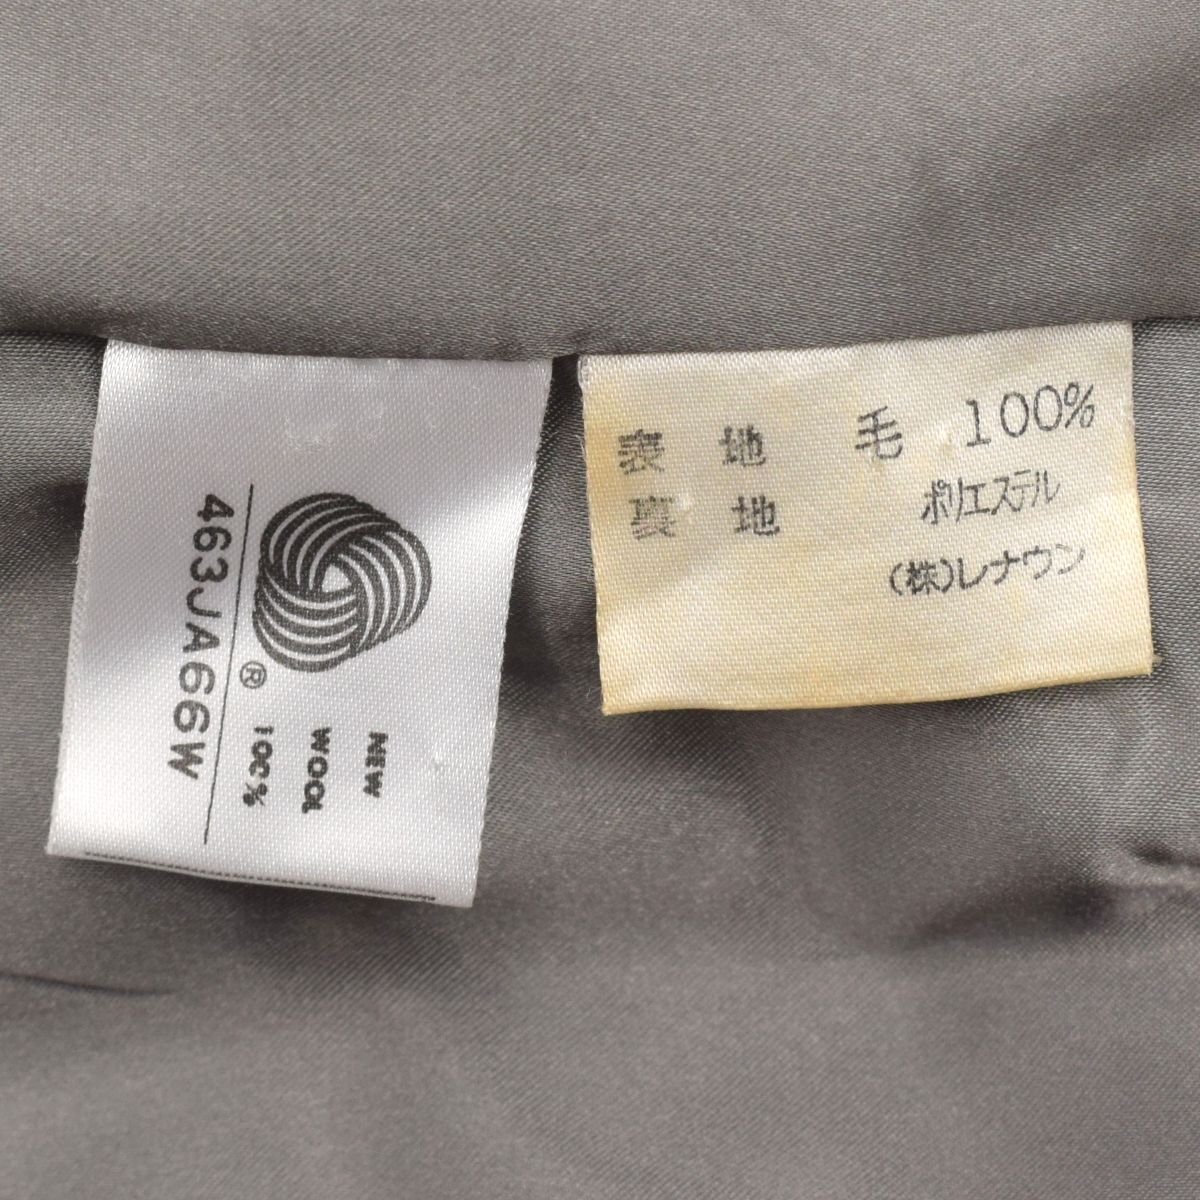 463JA66W
®
NEW
WOOL
100%
表 地 毛 100%
裏 地 ポリエステル
(株)レナウン